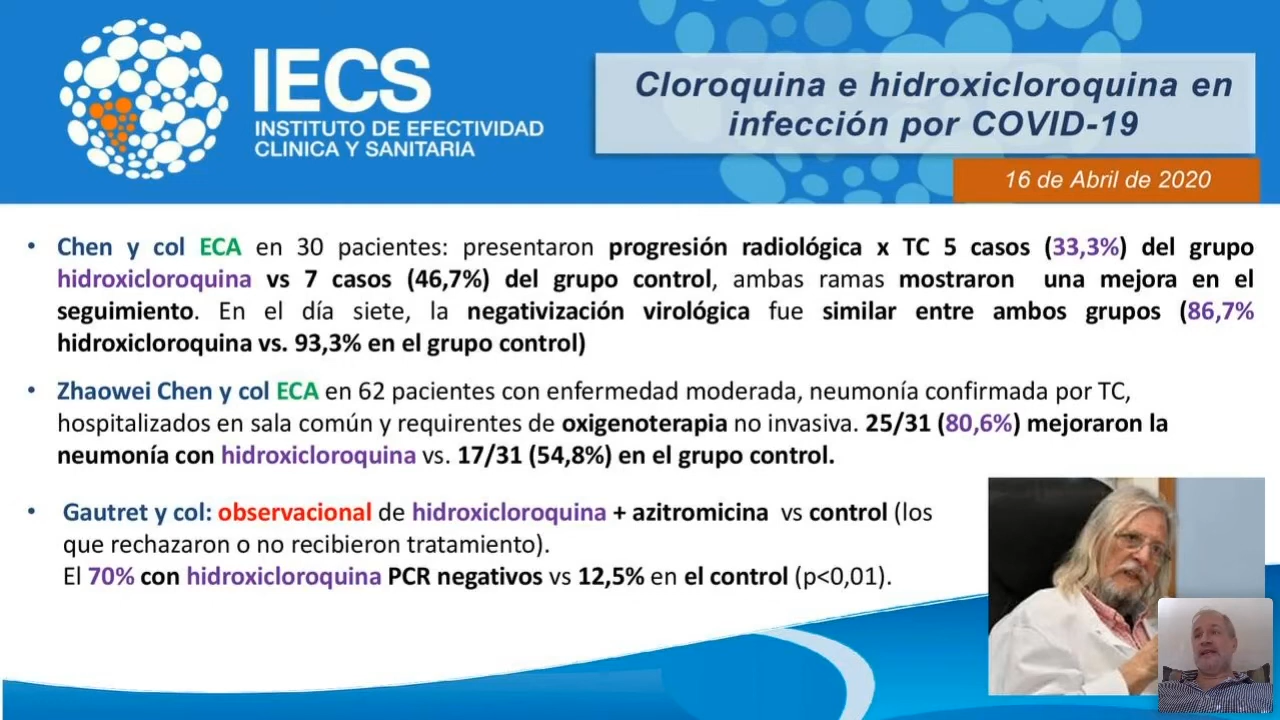 IECS
INSTITUTO DE EFECTIVIDAD
CLINICA Y SANITARIA
Cloroquina e hidroxicloroquina en
infección por COVID-19
16 de Abril de 2020
• Chen y col ECA en 30 pacientes: presentaron progresión radiológica x TC 5 casos (33,3%) del grupo
hidroxicloroquina vs 7 casos (46,7%) del grupo control, ambas ramas mostraron una mejora en el
seguimiento. En el día siete, la negativización virológica fue similar entre ambos grupos (86,7%
hidroxicloroquina vs. 93,3% en el grupo control)
• Zhaowei Chen y col ECA en 62 pacientes con enfermedad moderada, neumonía confirmada por TC,
hospitalizados en sala común y requirentes de oxigenoterapia no invasiva. 25/31 (80,6%) mejoraron la
neumonía con hidroxicloroquina vs. 17/31 (54,8%) en el grupo control.
• Gautret y col: observacional de hidroxicloroquina + azitromicina vs control (los
que rechazaron o no recibieron tratamiento).
El 70% con hidroxicloroquina PCR negativos vs 12,5% en el control (p<0,01).